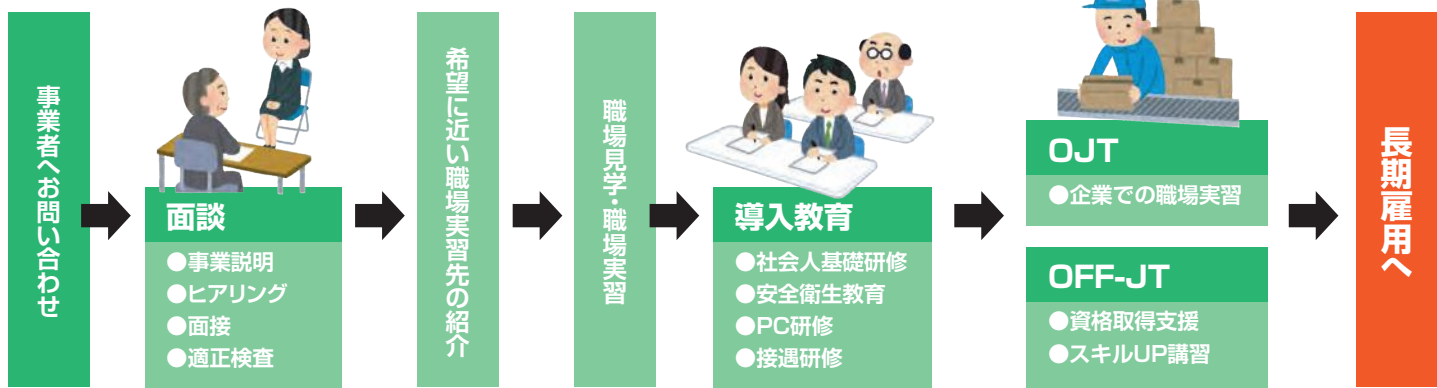 事業者へお問い合わせ
面談
●事業説明
●ヒアリング
●面接
●適正検査
希望に近い職場実習先の紹介
職場見学・職場実習
導入教育
●社会人基礎研修
●安全衛生教育
●PC研修
●接遇研修
OJT
●企業での職場実習
OFF-JT
●資格取得支援
●スキルUP講習
長期雇用へ